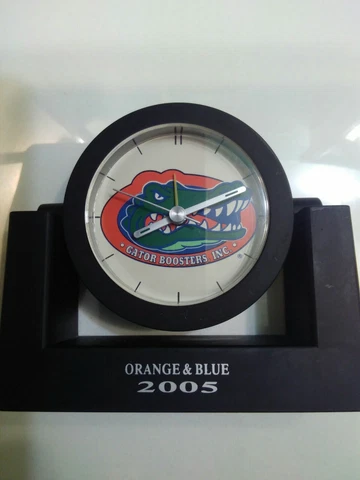 · GATOR BOOSTERS, INC. ·
ORANGE & BLUE
2005